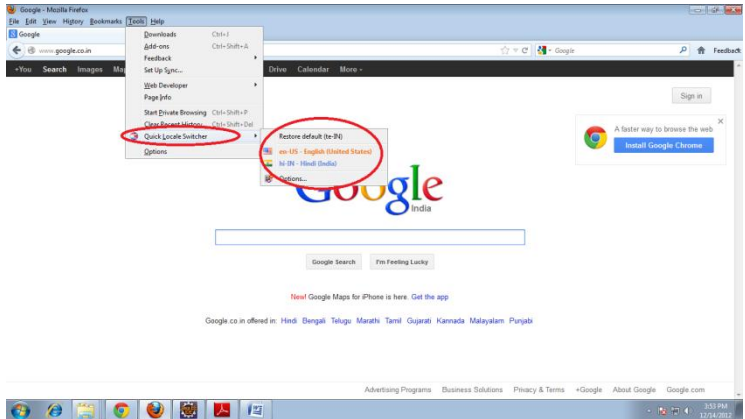 Google - Mozilla Firefox
File Edit View History Bookmarks Tools Help
Google
Downloads Ctrl+J
www.google.co.in
Add-ons Ctrl+Shift+A
Google
Feedback
Feedback
Set Up Sync...
+You Search Images Drive Calendar More
Web Developer
Page Info
Sign in
Start Private Browsing Ctrl+Shift+P
Clear Recent History... Ctrl+Shift+Del
Quick Locale Switcher
Restore default (te-IN)
A faster way to browse the web
Install Google Chrome
Options
en-US - English (United States)
hi-IN - Hindi (India)
Options...
Google
India
Google Search I'm Feeling Lucky
New! Google Maps for iPhone is here. Get the app
Google.co.in offered in: Hindi Bengali Telugu Marathi Tamil Gujarati Kannada Malayalam Punjabi
Advertising Programs Business Solutions Privacy & Terms +Google About Google Google.com
3:53 PM
12/14/2012